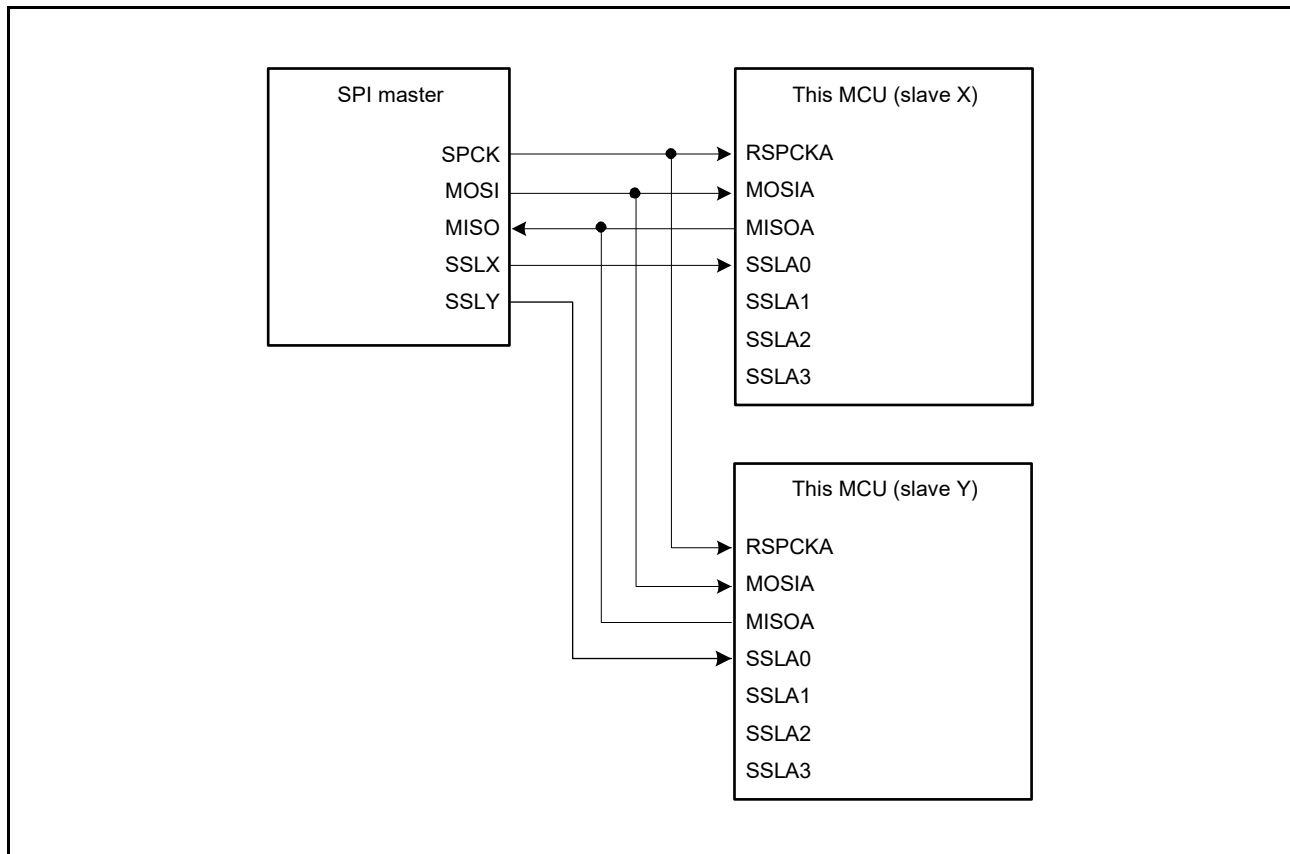 SPI master
SPCK
MOSI
MISO
SSLX
SSLY
This MCU (slave X)
RSPCKA
MOSIA
MISOA
SSLA0
SSLA1
SSLA2
SSLA3
This MCU (slave Y)
RSPCKA
MOSIA
MISOA
SSLA0
SSLA1
SSLA2
SSLA3